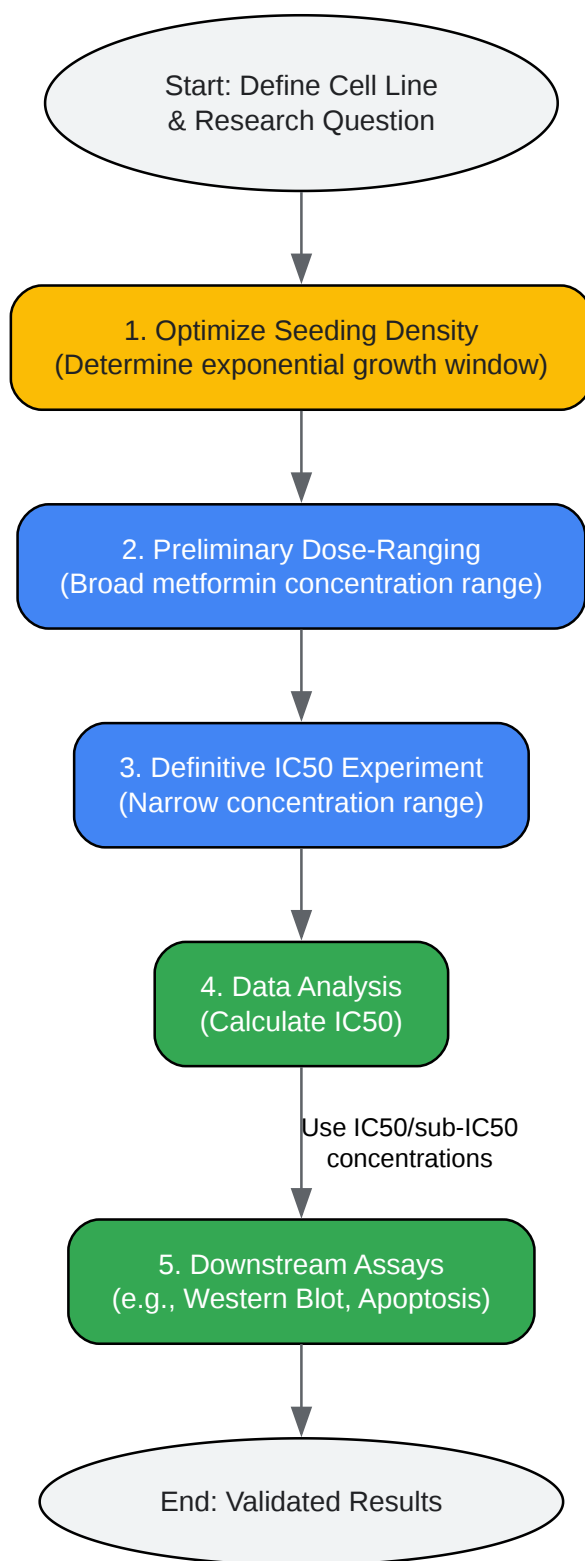 Start: Define Cell Line
& Research Question
1. Optimize Seeding Density
(Determine exponential growth window)
2. Preliminary Dose-Ranging
(Broad metformin concentration range)
3. Definitive IC50 Experiment
(Narrow concentration range)
4. Data Analysis
(Calculate IC50)
Use IC50/sub-IC50
concentrations
5. Downstream Assays
(e.g., Western Blot, Apoptosis)
End: Validated Results